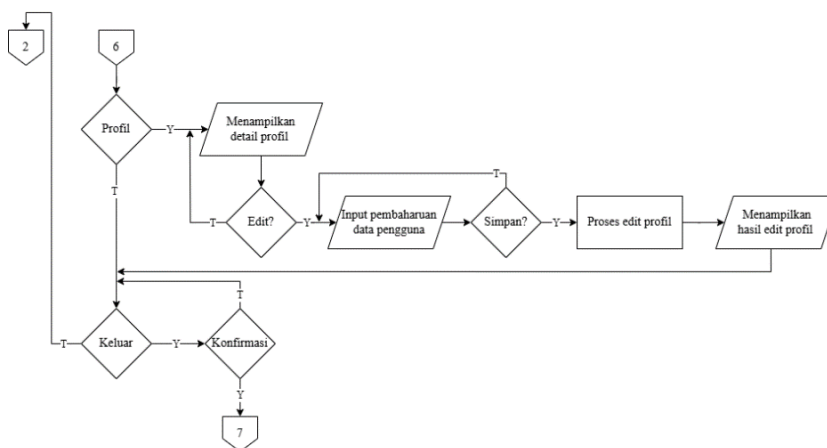 2
6
Profil
Y
Menampilkan
detail profil
T
T
Edit?
Y
Input pembaharuan
data pengguna
T
Simpan?
Y
Proses edit profil
Menampilkan
hasil edit profil
T
T
Keluar
Y
Konfirmasi
Y
7